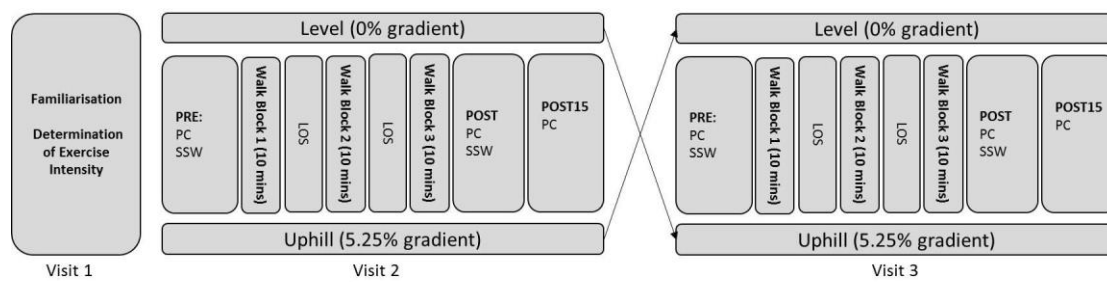 Familiarisation
Determination
of Exercise
Intensity
Visit 1
Level (0% gradient)
PRE:
PC
SSW
Walk Block 1 (10 mins)
LOS
Walk Block 2 (10 mins)
LOS
Walk Block 3 (10 mins)
POST
PC
SSW
POST15
PC
Uphill (5.25% gradient)
Visit 2
Level (0% gradient)
PRE:
PC
SSW
Walk Block 1 (10 mins)
LOS
Walk Block 2 (10 mins)
LOS
Walk Block 3 (10 mins)
POST
PC
SSW
POST15
PC
Uphill (5.25% gradient)
Visit 3